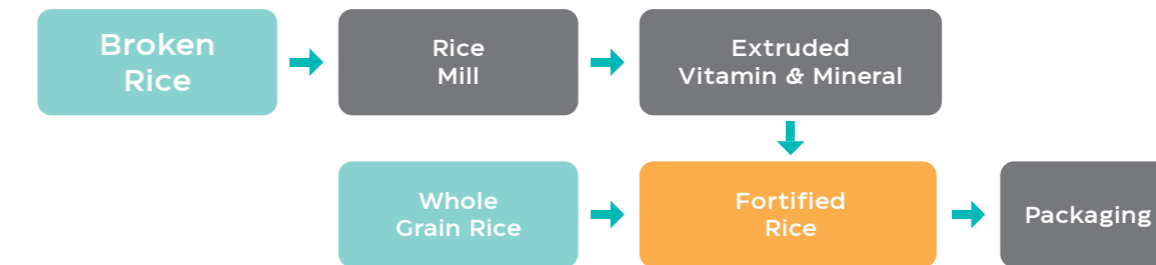 Broken
Rice
Rice
Mill
Extruded
Vitamin & Mineral
Whole
Grain Rice
Fortified
Rice
Packaging